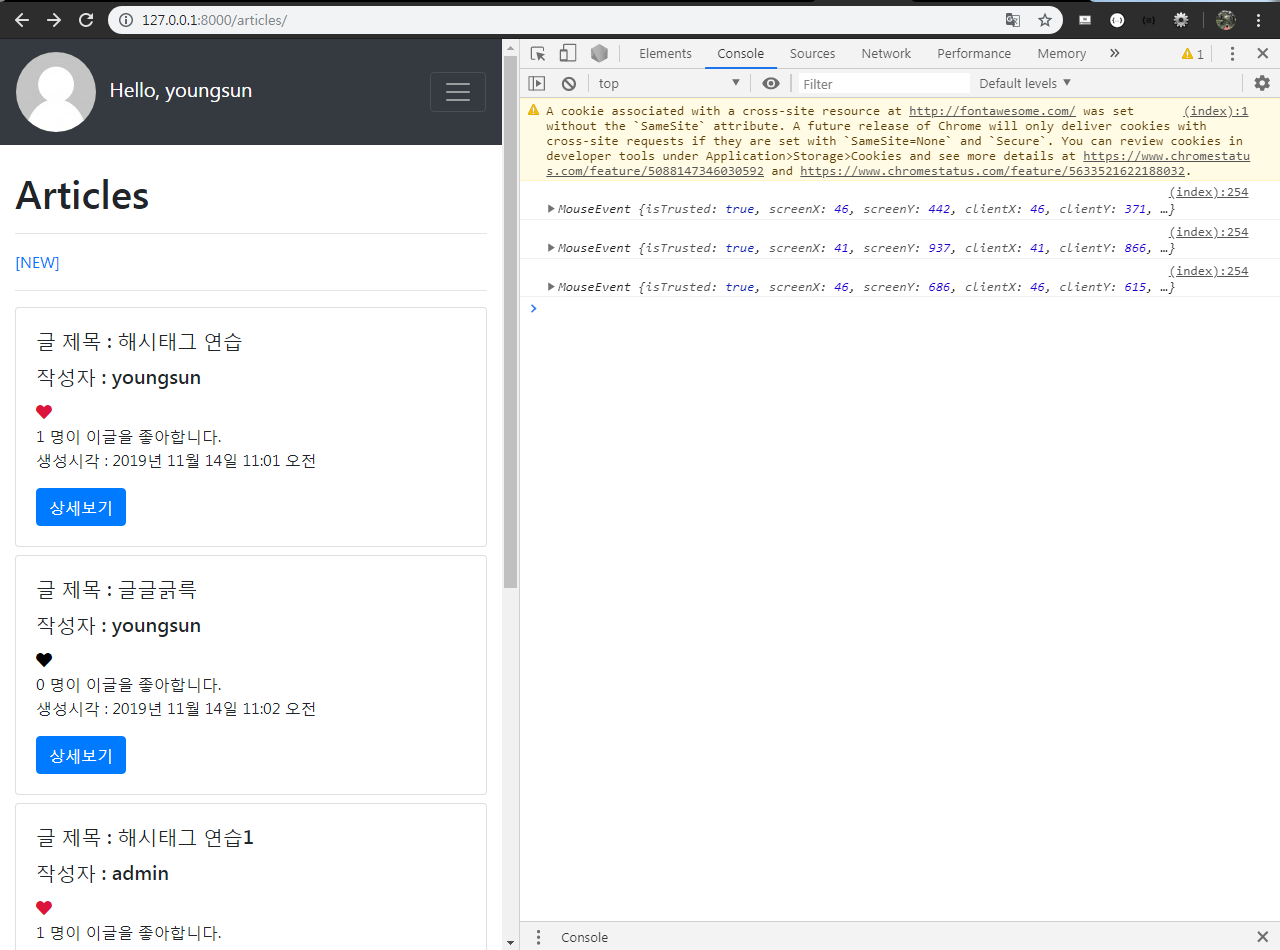 127.0.0.1:8000/articles/
Hello, youngsun
Articles
[NEW]
글 제목 : 해시태그 연습
작성자 : youngsun
1 명이 이글을 좋아합니다.
생성시각 : 2019년 11월 14일 11:01 오전
상세보기
글 제목 : 글글긁륵
작성자 : youngsun
0 명이 이글을 좋아합니다.
생성시각 : 2019년 11월 14일 11:02 오전
상세보기
글 제목 : 해시태그 연습1
작성자 : admin
1 명이 이글을 좋아합니다.
Elements Console Sources Network Performance Memory » 1
top Filter Default levels
A cookie associated with a cross-site resource at http://fontawesome.com/ was set (index):1
without the `SameSite` attribute. A future release of Chrome will only deliver cookies with
cross-site requests if they are set with `SameSite=None` and `Secure`. You can review cookies in
developer tools under Application>Storage>Cookies and see more details at https://www.chromestatu
s.com/feature/5088147346030592 and https://www.chromestatus.com/feature/5633521622188032.
(index):254
MouseEvent {isTrusted: true, screenX: 46, screenY: 442, clientX: 46, clientY: 371, …}
(index):254
MouseEvent {isTrusted: true, screenX: 41, screenY: 937, clientX: 41, clientY: 866, …}
(index):254
MouseEvent {isTrusted: true, screenX: 46, screenY: 686, clientX: 46, clientY: 615, …}
Console